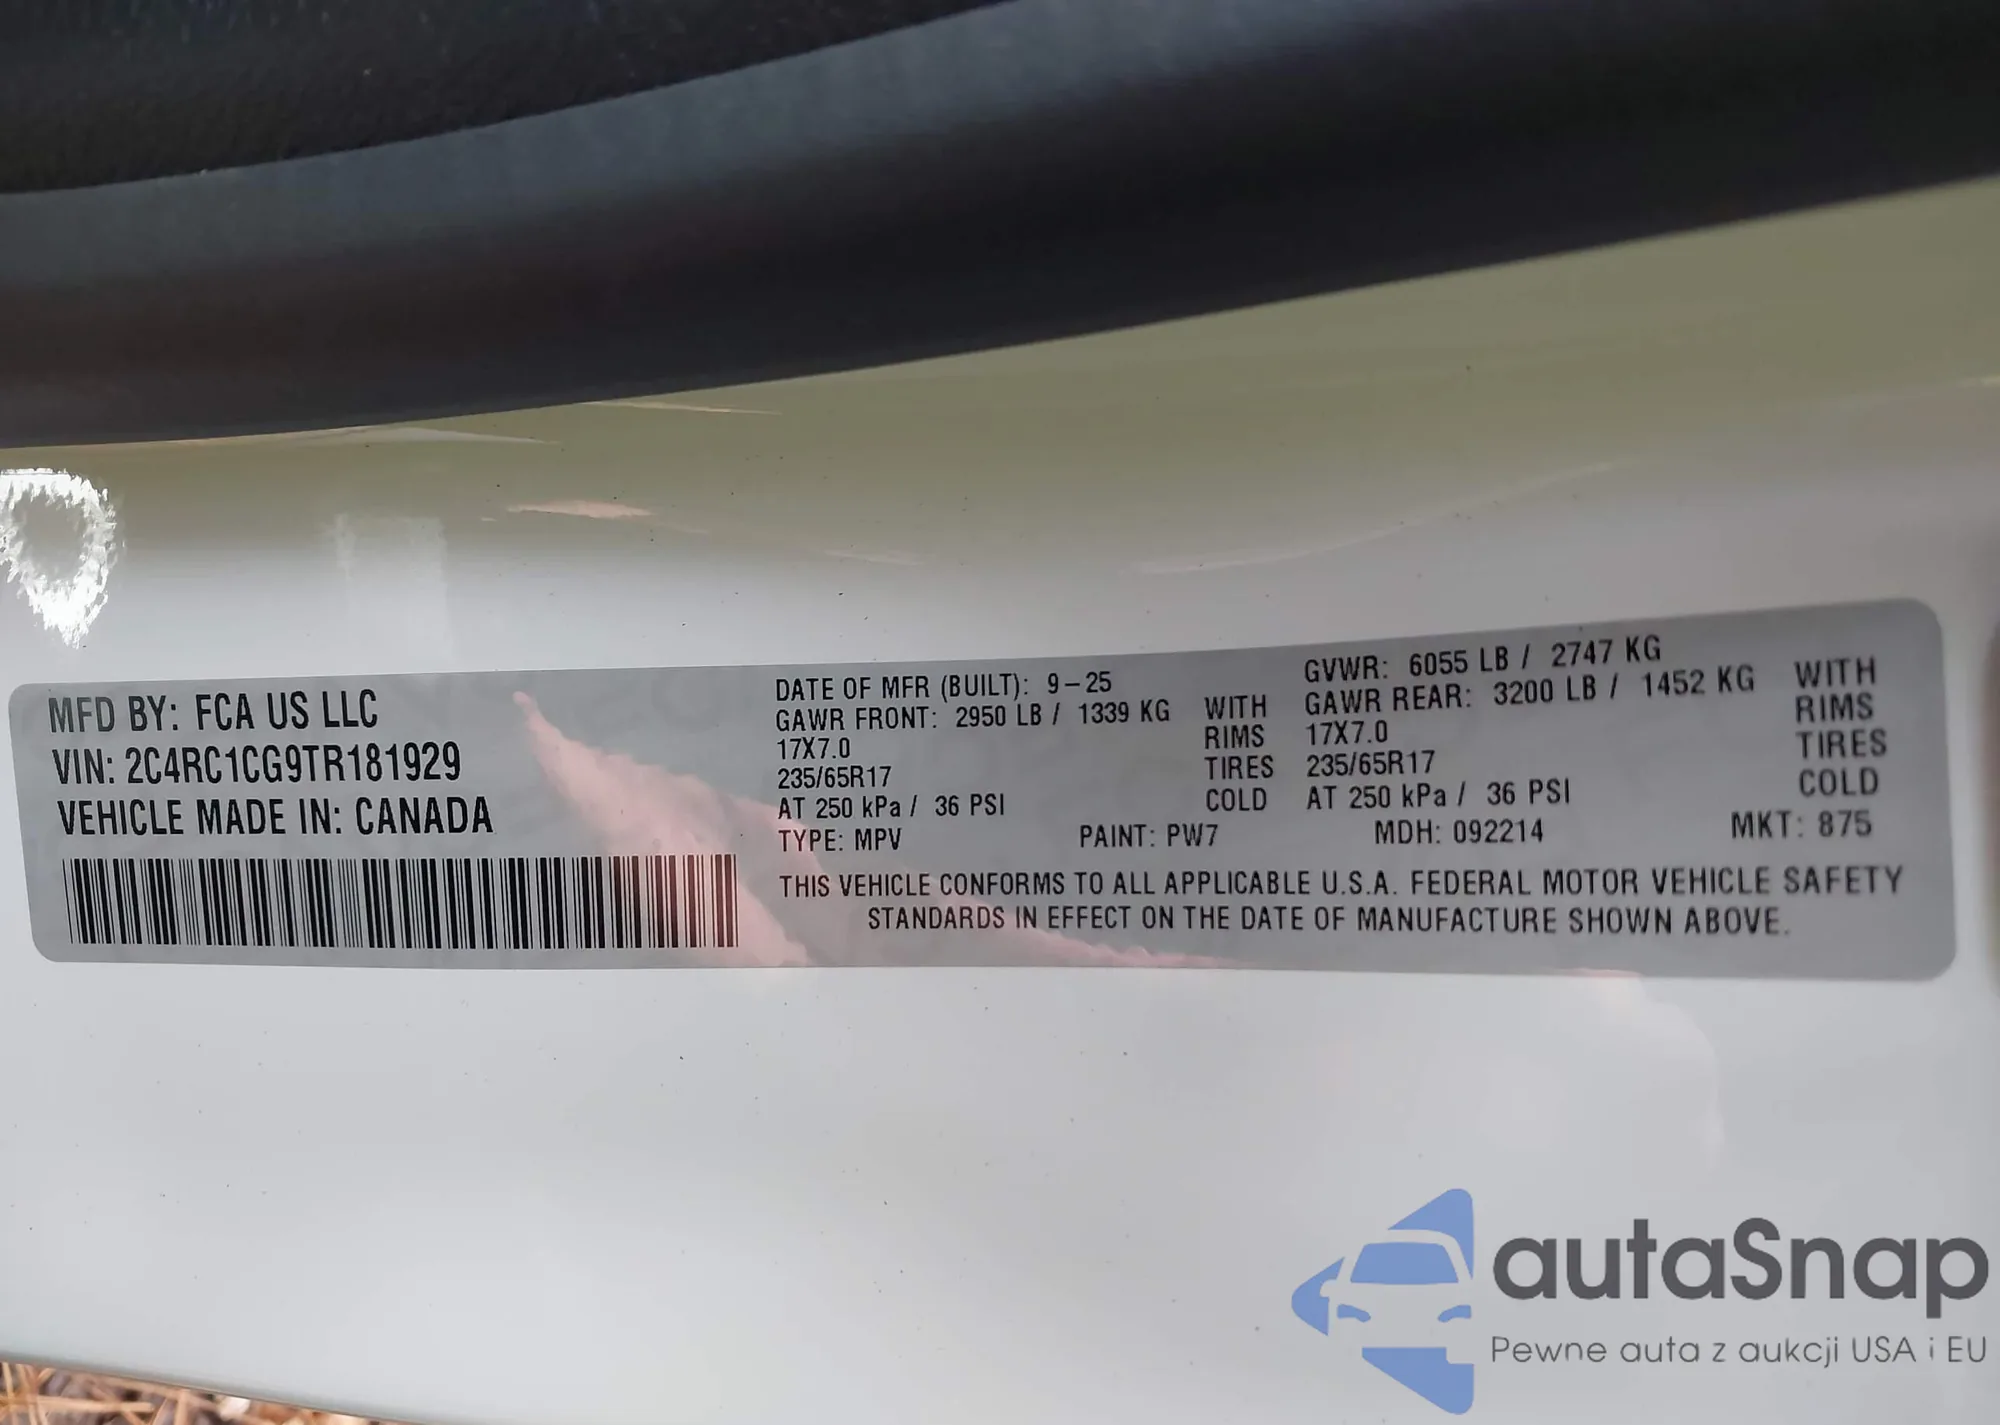 MFD BY: FCA US LLC
VIN: 2C4RC1CG9TR181929
VEHICLE MADE IN: CANADA
DATE OF MFR (BUILT): 9-25
GVWR: 6055 LB / 2747 KG
GAWR FRONT: 2950 LB / 1339 KG WITH
17X7.0 RIMS
235/65R17 TIRES
AT 250 kPa / 36 PSI COLD
GAWR REAR: 3200 LB / 1452 KG WITH
17X7.0 RIMS
235/65R17 TIRES
AT 250 kPa / 36 PSI COLD
TYPE: MPV PAINT: PW7 MDH: 092214 MKT: 875
THIS VEHICLE CONFORMS TO ALL APPLICABLE U.S.A. FEDERAL MOTOR VEHICLE SAFETY
STANDARDS IN EFFECT ON THE DATE OF MANUFACTURE SHOWN ABOVE.
autaSnap
Pewne auta z aukcji USA i EU